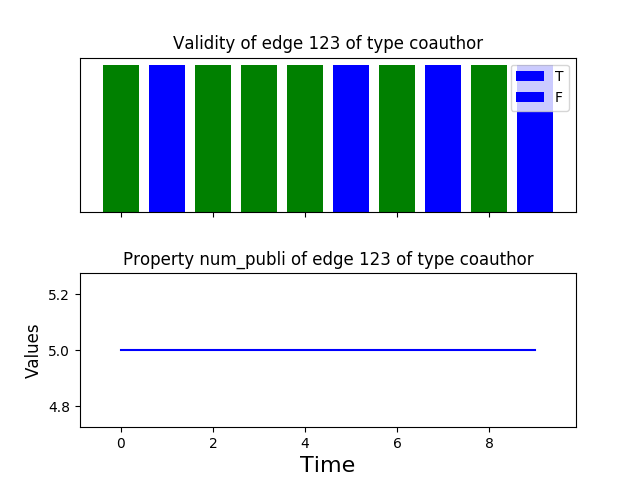 Validity of edge 123 of type coauthor
T
F
Property num_publi of edge 123 of type coauthor
5.2
5.0
4.8
Values
0 2 4 6 8
Time